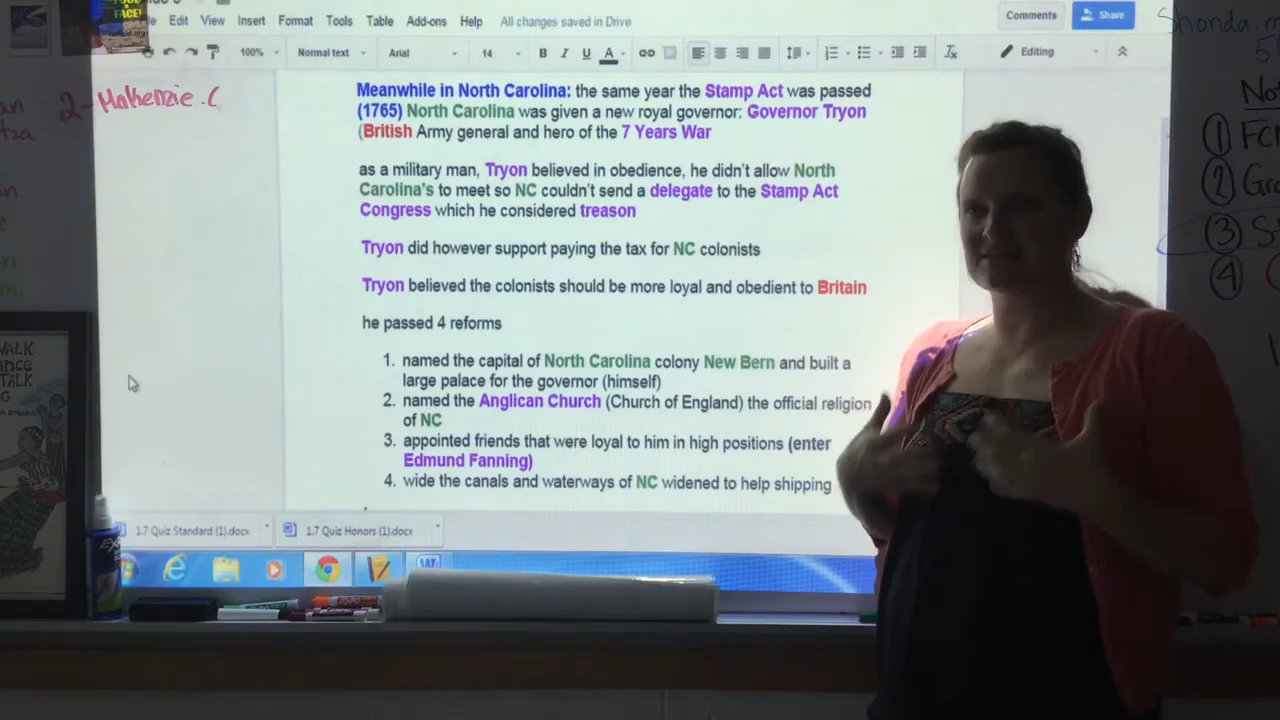 Edit View Insert Format Tools Table Add-ons Help All changes saved in Drive
Comments
Share
100% Normal text Arial 14 B I U A Editing
2- Makenzie .C
Meanwhile in North Carolina: the same year the Stamp Act was passed
(1765) North Carolina was given a new royal governor: Governor Tryon
(British Army general and hero of the 7 Years War
as a military man, Tryon believed in obedience, he didn't allow North
Carolina's to meet so NC couldn't send a delegate to the Stamp Act
Congress which he considered treason
Tryon did however support paying the tax for NC colonists
Tryon believed the colonists should be more loyal and obedient to Britain
he passed 4 reforms
1. named the capital of North Carolina colony New Bern and built a
large palace for the governor (himself)
2. named the Anglican Church (Church of England) the official religion
of NC
3. appointed friends that were loyal to him in high positions (enter
Edmund Fanning)
4. wide the canals and waterways of NC widened to help shipping
1.7 Quiz Standard (1).docx
1.7 Quiz Honors (1).docx
Shonda.
1
2
3
4
WALK
TALK